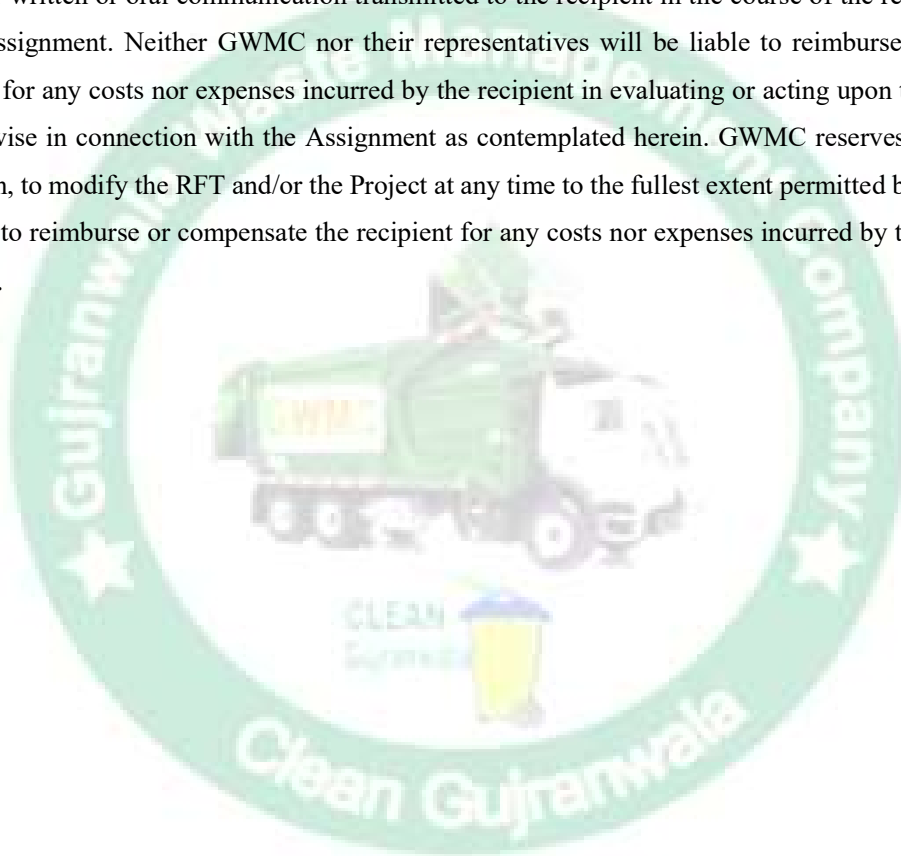 written or oral communication transmitted to the recipient in the course of the re
ssignment. Neither GWMC nor their representatives will be liable to reimburse
for any costs nor expenses incurred by the recipient in evaluating or acting upon t
wise in connection with the Assignment as contemplated herein. GWMC reserves
n, to modify the RFT and/or the Project at any time to the fullest extent permitted b
to reimburse or compensate the recipient for any costs nor expenses incurred by t
.
Gujranwala Waste Management Company
GWMC
CLEAN
Clean Gujranwala